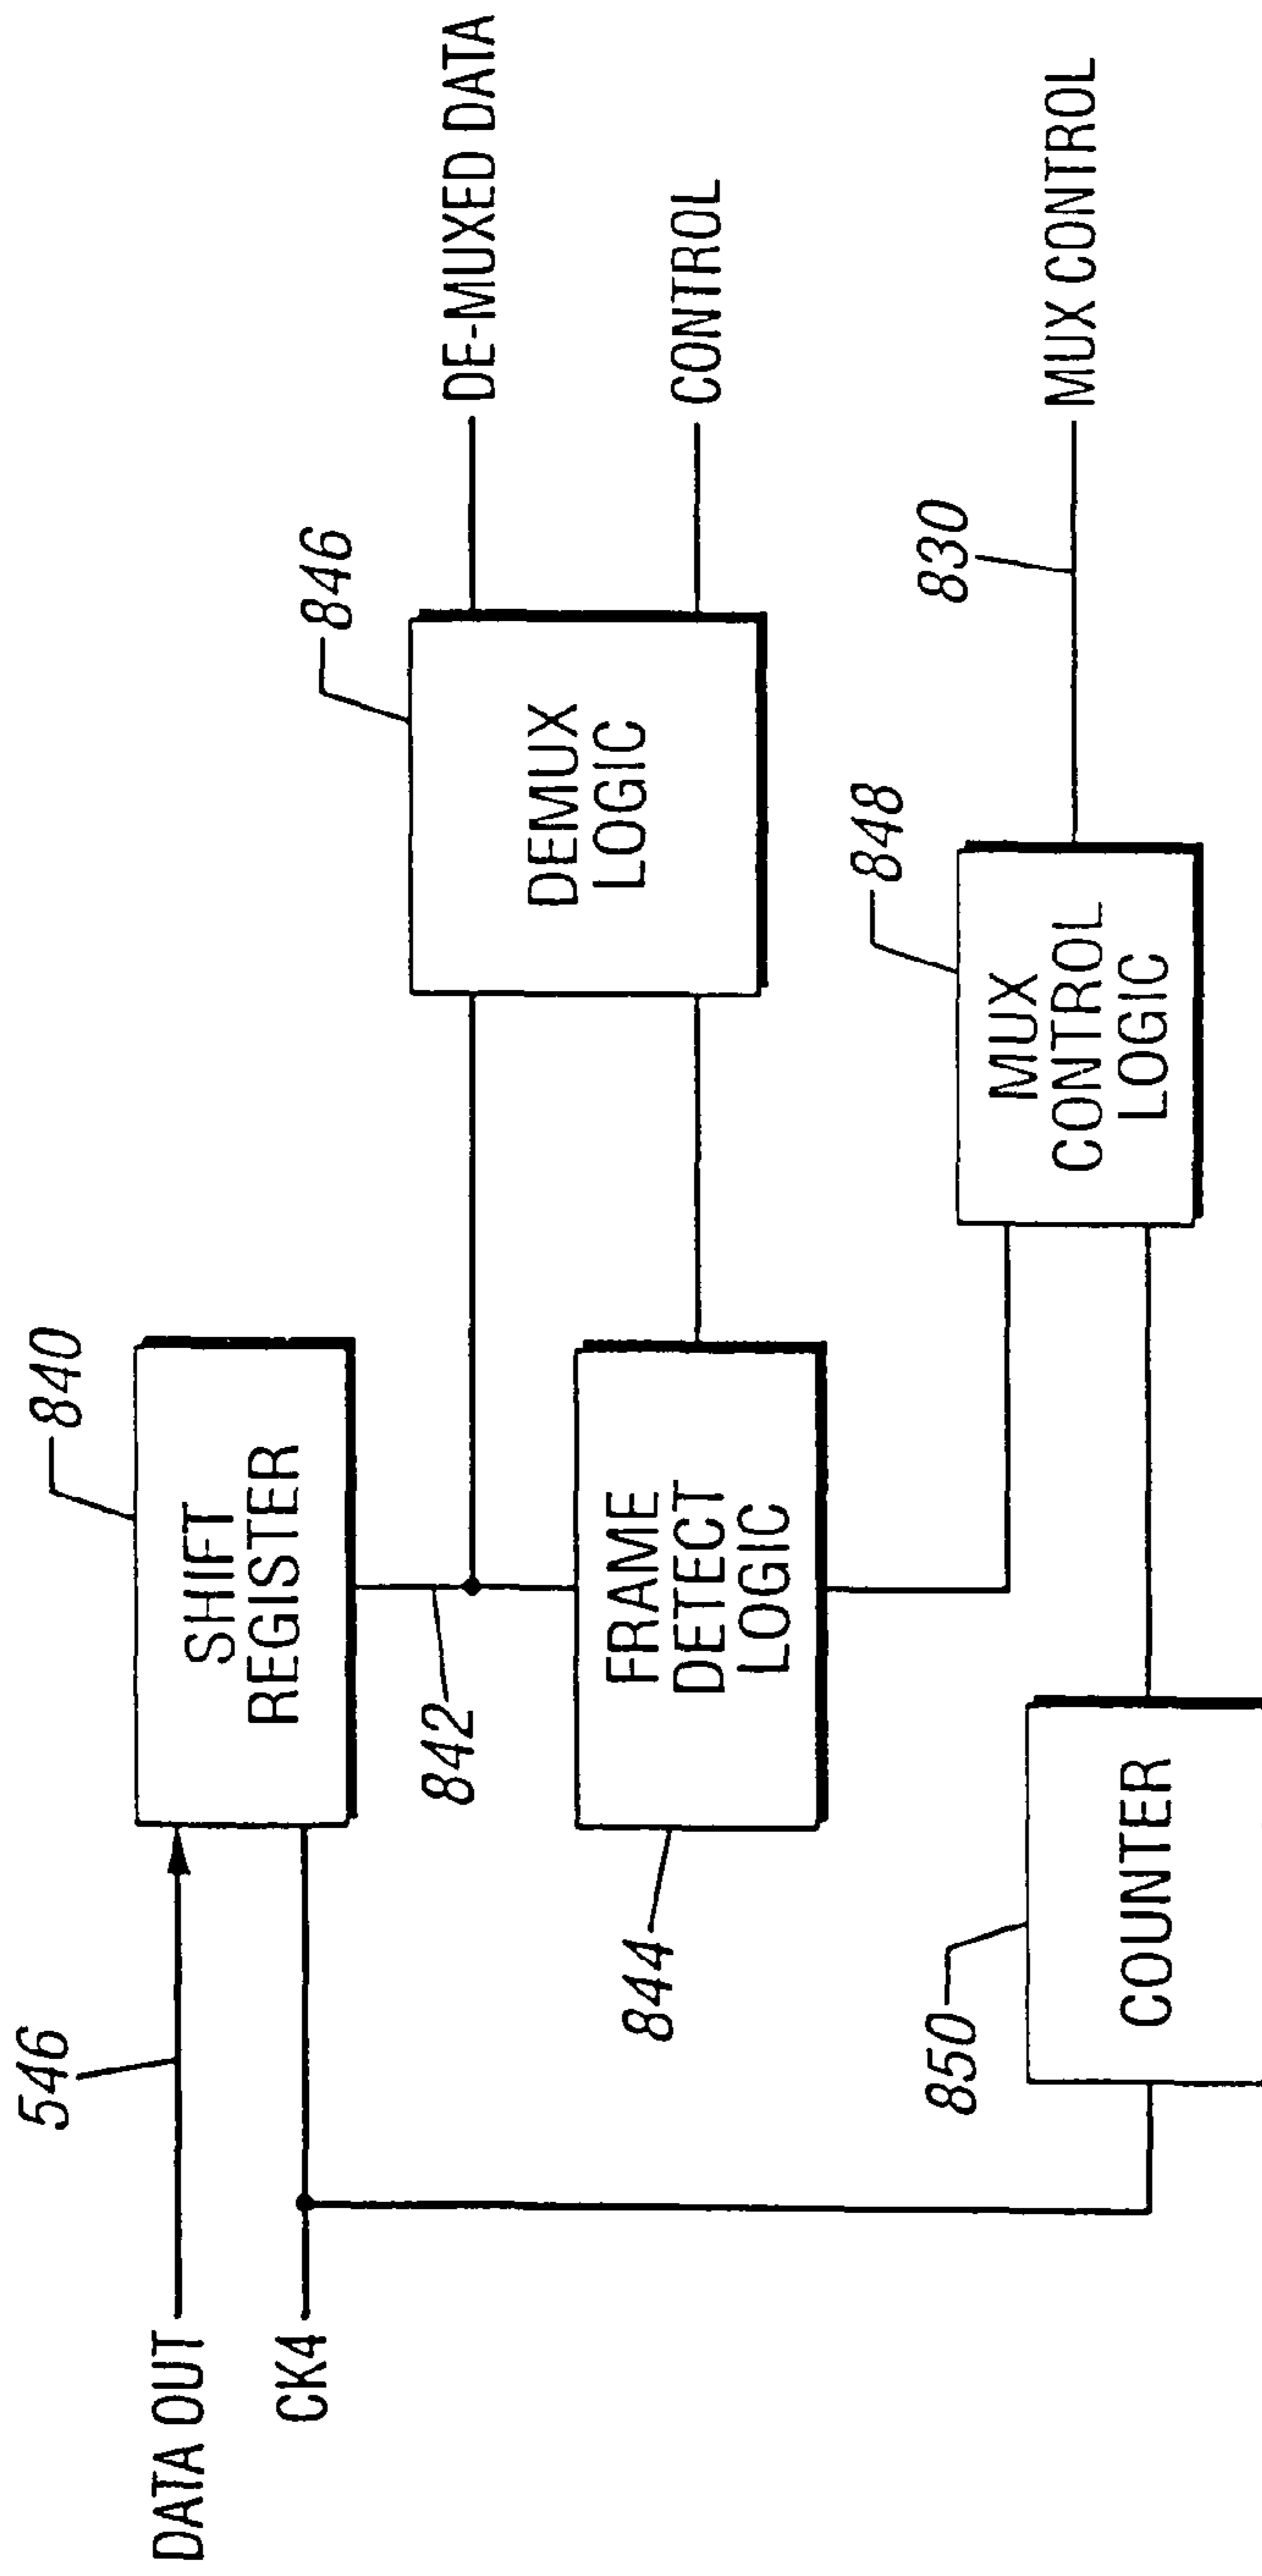 DATA OUT
546
CK4
840
SHIFT
REGISTER
842
844
FRAME
DETECT
LOGIC
846
DEMUX
LOGIC
DE-MUXED DATA
CONTROL
850
COUNTER
848
MUX
CONTROL
LOGIC
830
MUX CONTROL